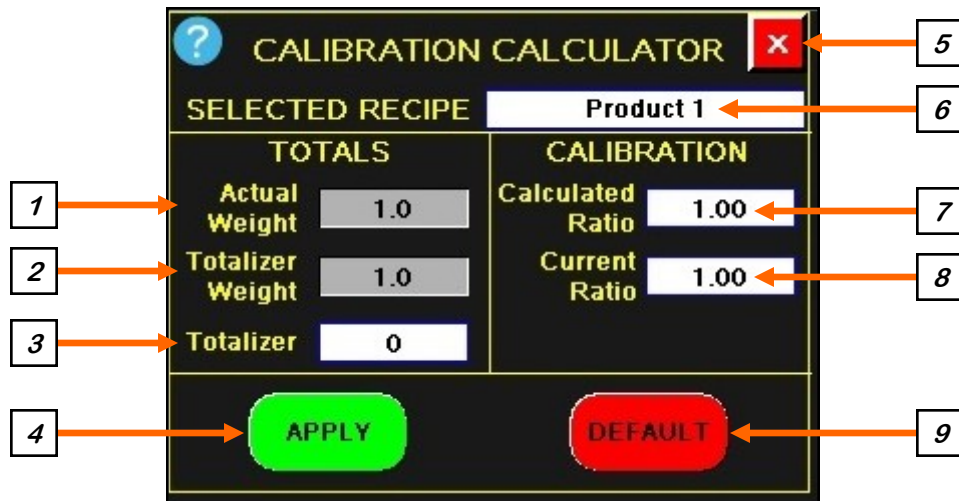 ?
CALIBRATION CALCULATOR
X
5
SELECTED RECIPE
Product 1
6
TOTALS
CALIBRATION
1
Actual
Weight
1.0
Calculated
Ratio
1.00
7
2
Totalizer
Weight
1.0
Current
Ratio
1.00
8
3
Totalizer
0
4
APPLY
DEFAULT
9